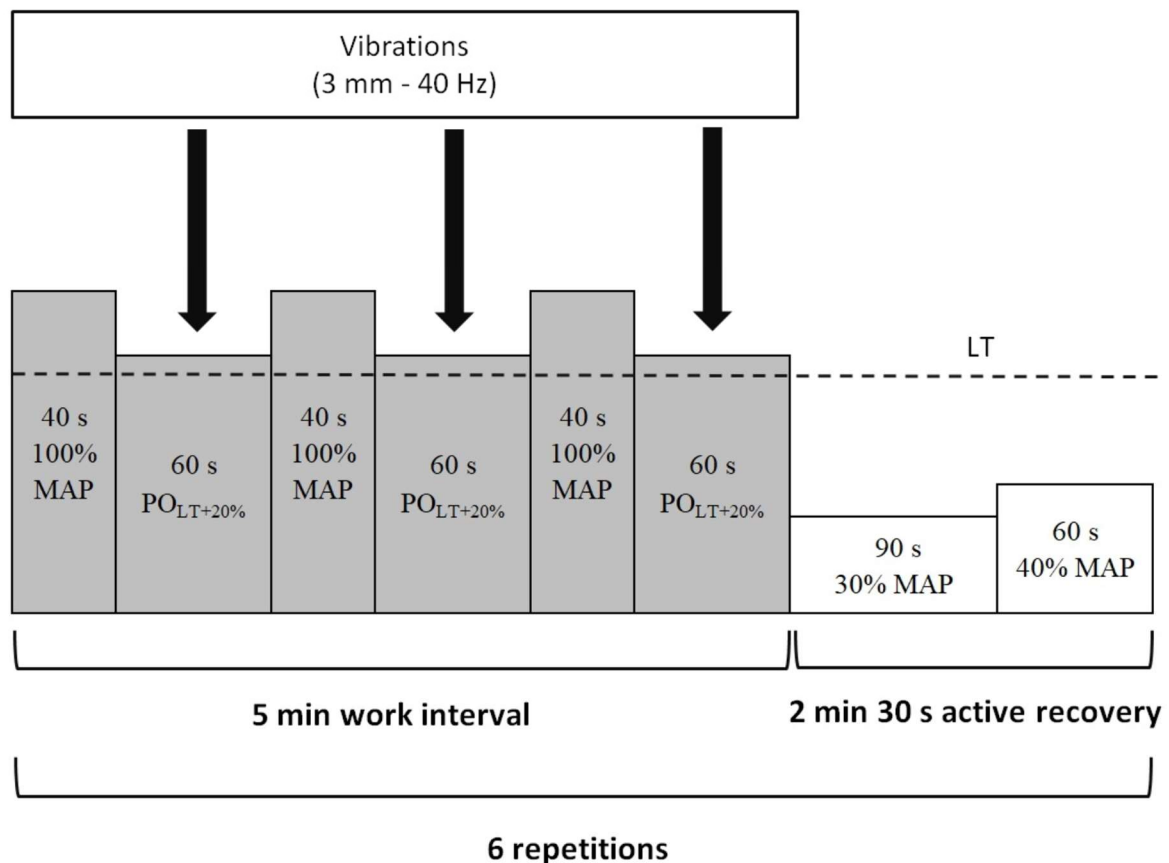 Vibrations
(3 mm - 40 Hz)
LT
40 s
100%
MAP
60 s
PO_LT+20%
40 s
100%
MAP
60 s
PO_LT+20%
40 s
100%
MAP
60 s
PO_LT+20%
90 s
30% MAP
60 s
40% MAP
5 min work interval
2 min 30 s active recovery
6 repetitions